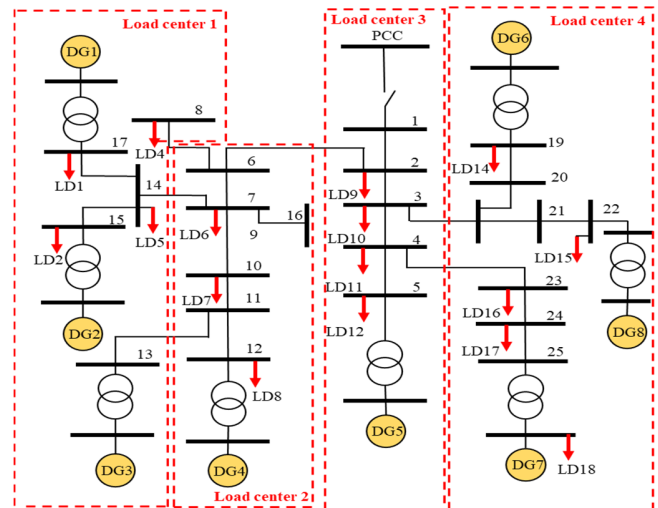 Load center 1
DG1
17
LD1
8
LD4
14
15
LD5
LD2
DG2
13
DG3
6
7
LD6
9
16
10
LD7
11
12
LD8
DG4
Load center 2
Load center 3
PCC
1
2
LD9
3
LD10
4
LD11
5
LD12
DG5
Load center 4
DG6
19
LD14
20
21
22
LD15
DG8
23
LD16
24
LD17
25
DG7
LD18